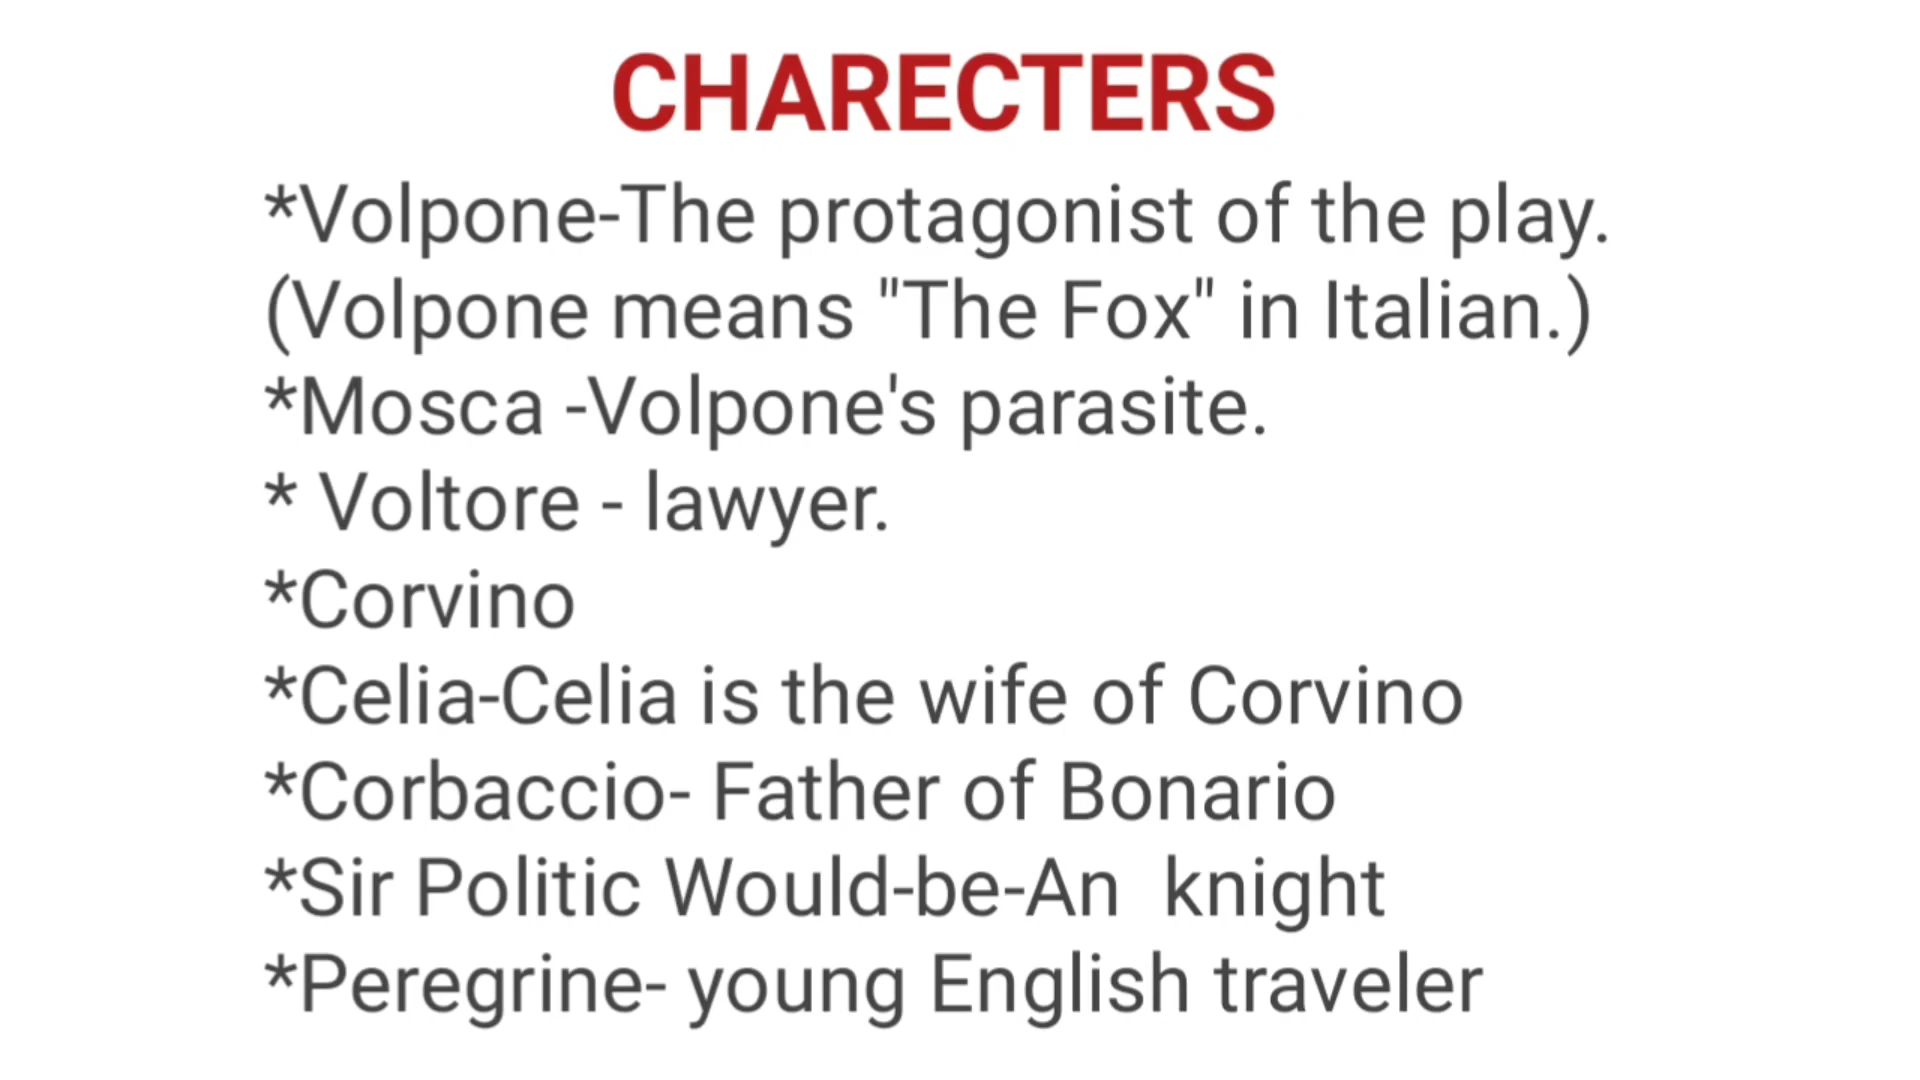 CHARECTERS
*Volpone-The protagonist of the play.
(Volpone means "The Fox" in Italian.)
*Mosca -Volpone's parasite.
* Voltore - lawyer.
*Corvino
*Celia-Celia is the wife of Corvino
*Corbaccio- Father of Bonario
*Sir Politic Would-be-An  knight
*Peregrine- young English traveler